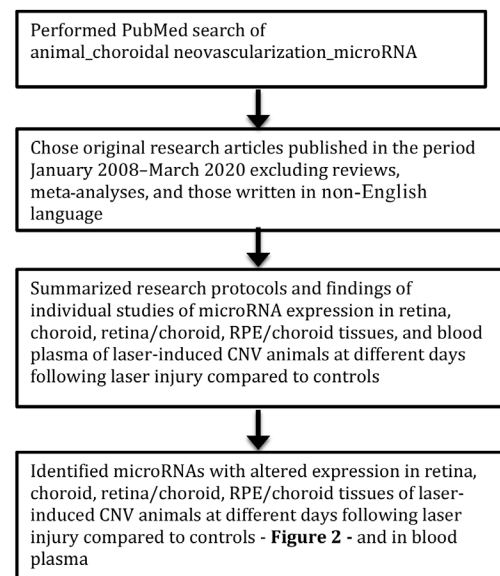 Performed PubMed search of
animal_choroidal neovascularization_microRNA
Chose original research articles published in the period
January 2008–March 2020 excluding reviews,
meta-analyses, and those written in non-English
language
Summarized research protocols and findings of
individual studies of microRNA expression in retina,
choroid, retina/choroid, RPE/choroid tissues, and blood
plasma of laser-induced CNV animals at different days
following laser injury compared to controls
Identified microRNAs with altered expression in retina,
choroid, retina/choroid, RPE/choroid tissues of laser-
induced CNV animals at different days following laser
injury compared to controls - Figure 2 - and in blood
plasma